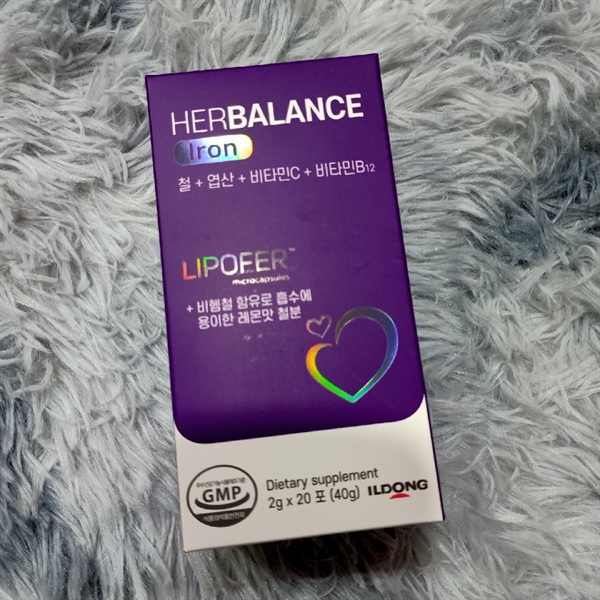 HERBALANCE
Iron
철 + 엽산 + 비타민C + 비타민B12
LIPOFER™
microcapsules
+ 비헴철 함유로 흡수에
용이한 레몬맛 철분
GMP
Dietary supplement
2g x 20 포 (40g)
ILDONG